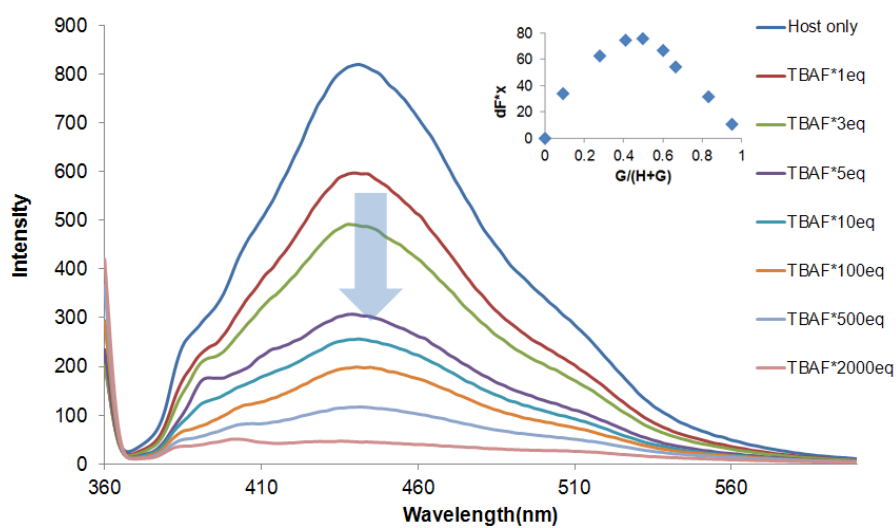 900
800
700
600
500
400
300
200
100
0
Intensity
360 410 460 510 560
Wavelength(nm)
80
60
40
20
0
dF*x
0 0.2 0.4 0.6 0.8 1
G/(H+G)
Host only
TBAF*1eq
TBAF*3eq
TBAF*5eq
TBAF*10eq
TBAF*100eq
TBAF*500eq
TBAF*2000eq